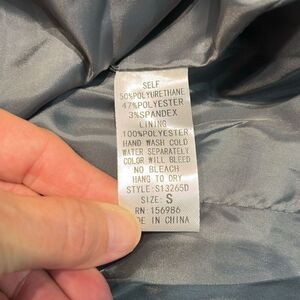 SELF
50%POLYURETHANE
47%POLYESTER
3%SPANDEX
LINING
100%POLYESTER
HAND WASH COLD
WATER SEPARATELY
COLOR WILL BLEED
NO BLEACH
HANG TO DRY
STYLE:S13265D
SIZE: S
RN: 156986
MADE IN CHINA